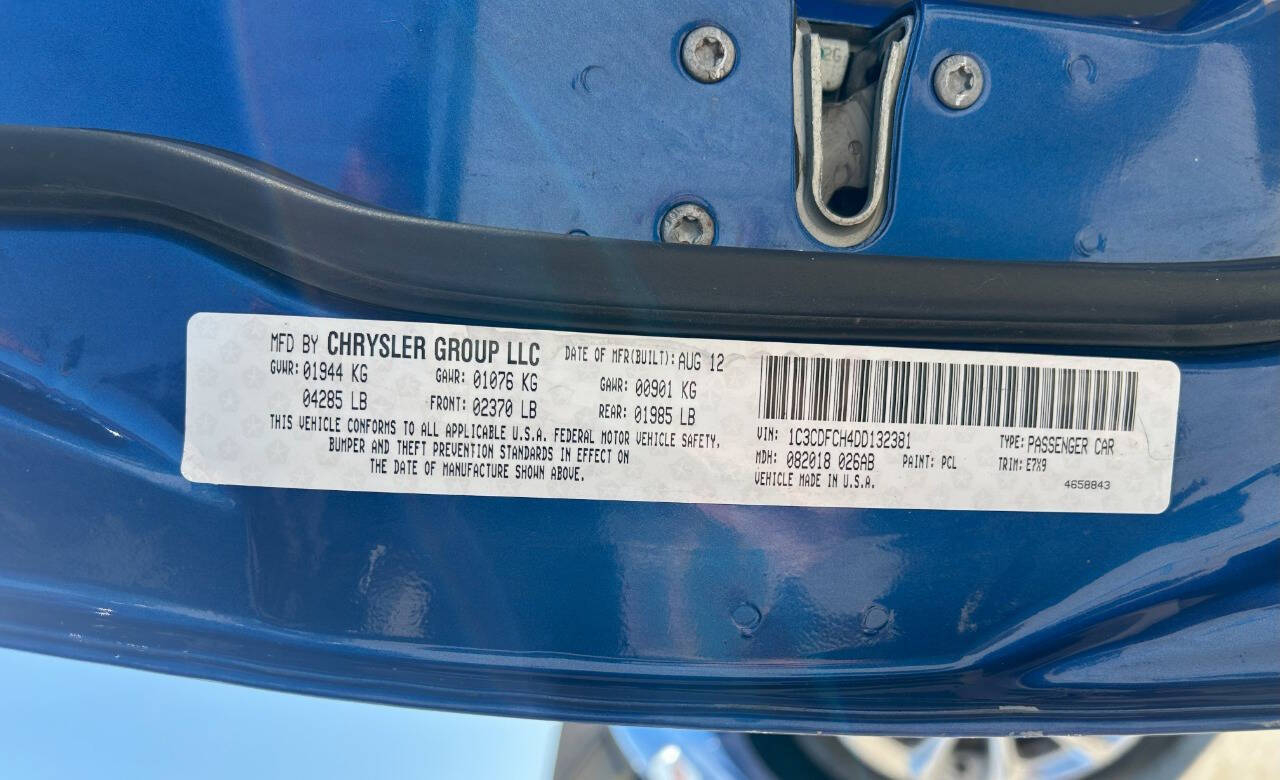 2G
MFD BY CHRYSLER GROUP LLC DATE OF MFR(BUILT): AUG 12
GVWR: 01944 KG GAWR: 01076 KG GAWR: 00901 KG
04285 LB FRONT: 02370 LB REAR: 01985 LB
THIS VEHICLE CONFORMS TO ALL APPLICABLE U.S.A. FEDERAL MOTOR VEHICLE SAFETY,
BUMPER AND THEFT PREVENTION STANDARDS IN EFFECT ON
THE DATE OF MANUFACTURE SHOWN ABOVE.
VIN: 1C3CDFCH4DD132381 TYPE: PASSENGER CAR
MDH: 082018 026AB PAINT: PCL TRIM: E7X9
VEHICLE MADE IN U.S.A. 4658843